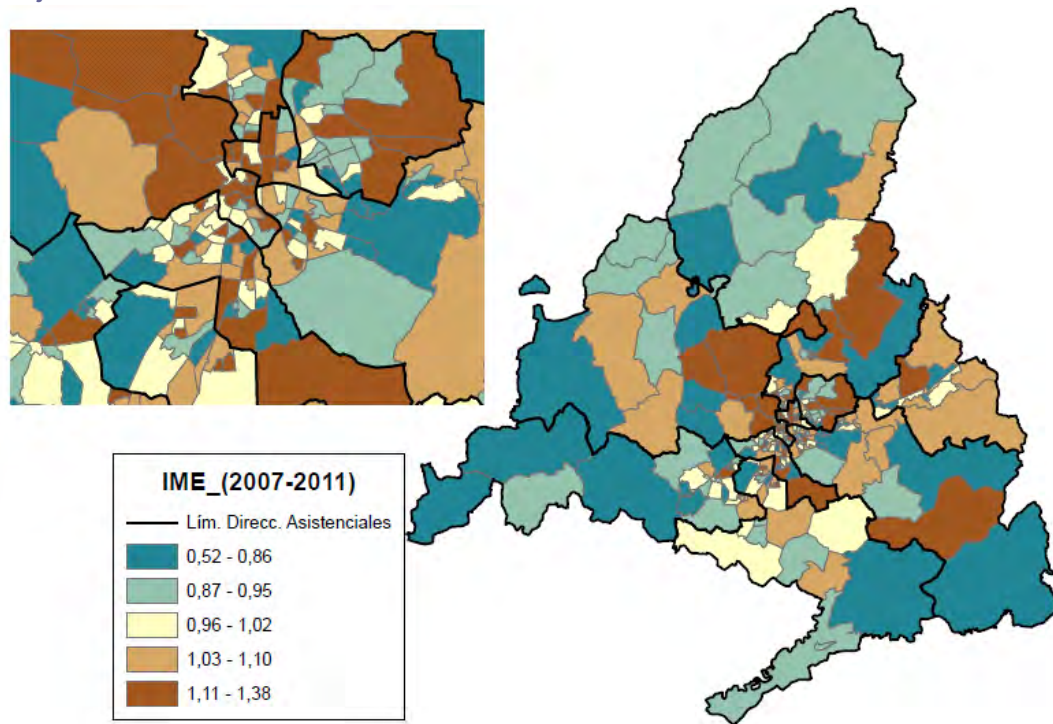 IME_(2007-2011)
Lím. Direcc. Asistenciales
0,52 - 0,86
0,87 - 0,95
0,96 - 1,02
1,03 - 1,10
1,11 - 1,38